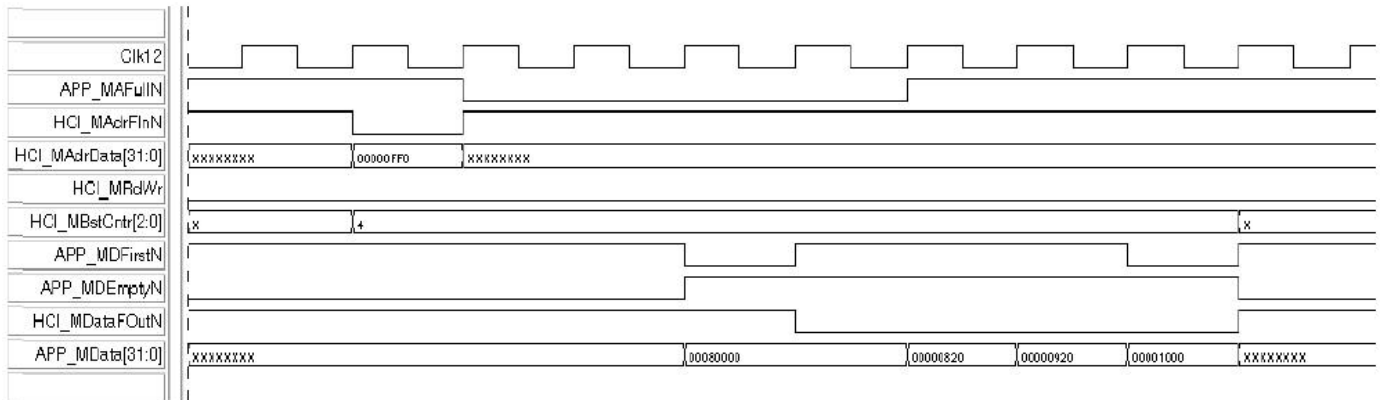 Clk12
APP_MAFullN
HCI_MAdrFInN
HCI_MAdrData[31:0] xxxxxxxx 00000FF0 xxxxxxxx
HCI_MRdWr
HCI_MBstCntr[2:0] x 4 x
APP_MDFirstN
APP_MDEmptyN
HCI_MDataFOutN
APP_MData[31:0] xxxxxxxx 00080000 00000820 00000920 00001000 xxxxxxxx